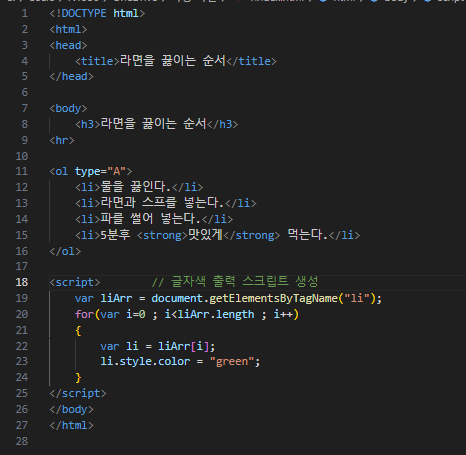 1 <!DOCTYPE html>
2 <html>
3 <head>
4     <title>라면을 끓이는 순서</title>
5 </head>
6
7 <body>
8     <h3>라면을 끓이는 순서</h3>
9 <hr>
10
11 <ol type="A">
12     <li>물을 끓인다.</li>
13     <li>라면과 스프를 넣는다.</li>
14     <li>파를 썰어 넣는다.</li>
15     <li>5분후 <strong>맛있게</strong> 먹는다.</li>
16 </ol>
17
18 <script>        // 글자색 출력 스크립트 생성
19     var liArr = document.getElementsByTagName("li");
20     for(var i=0 ; i<liArr.length ; i++)
21     {
22         var li = liArr[i];
23         li.style.color = "green";
24     }
25 </script>
26 </body>
27 </html>
28